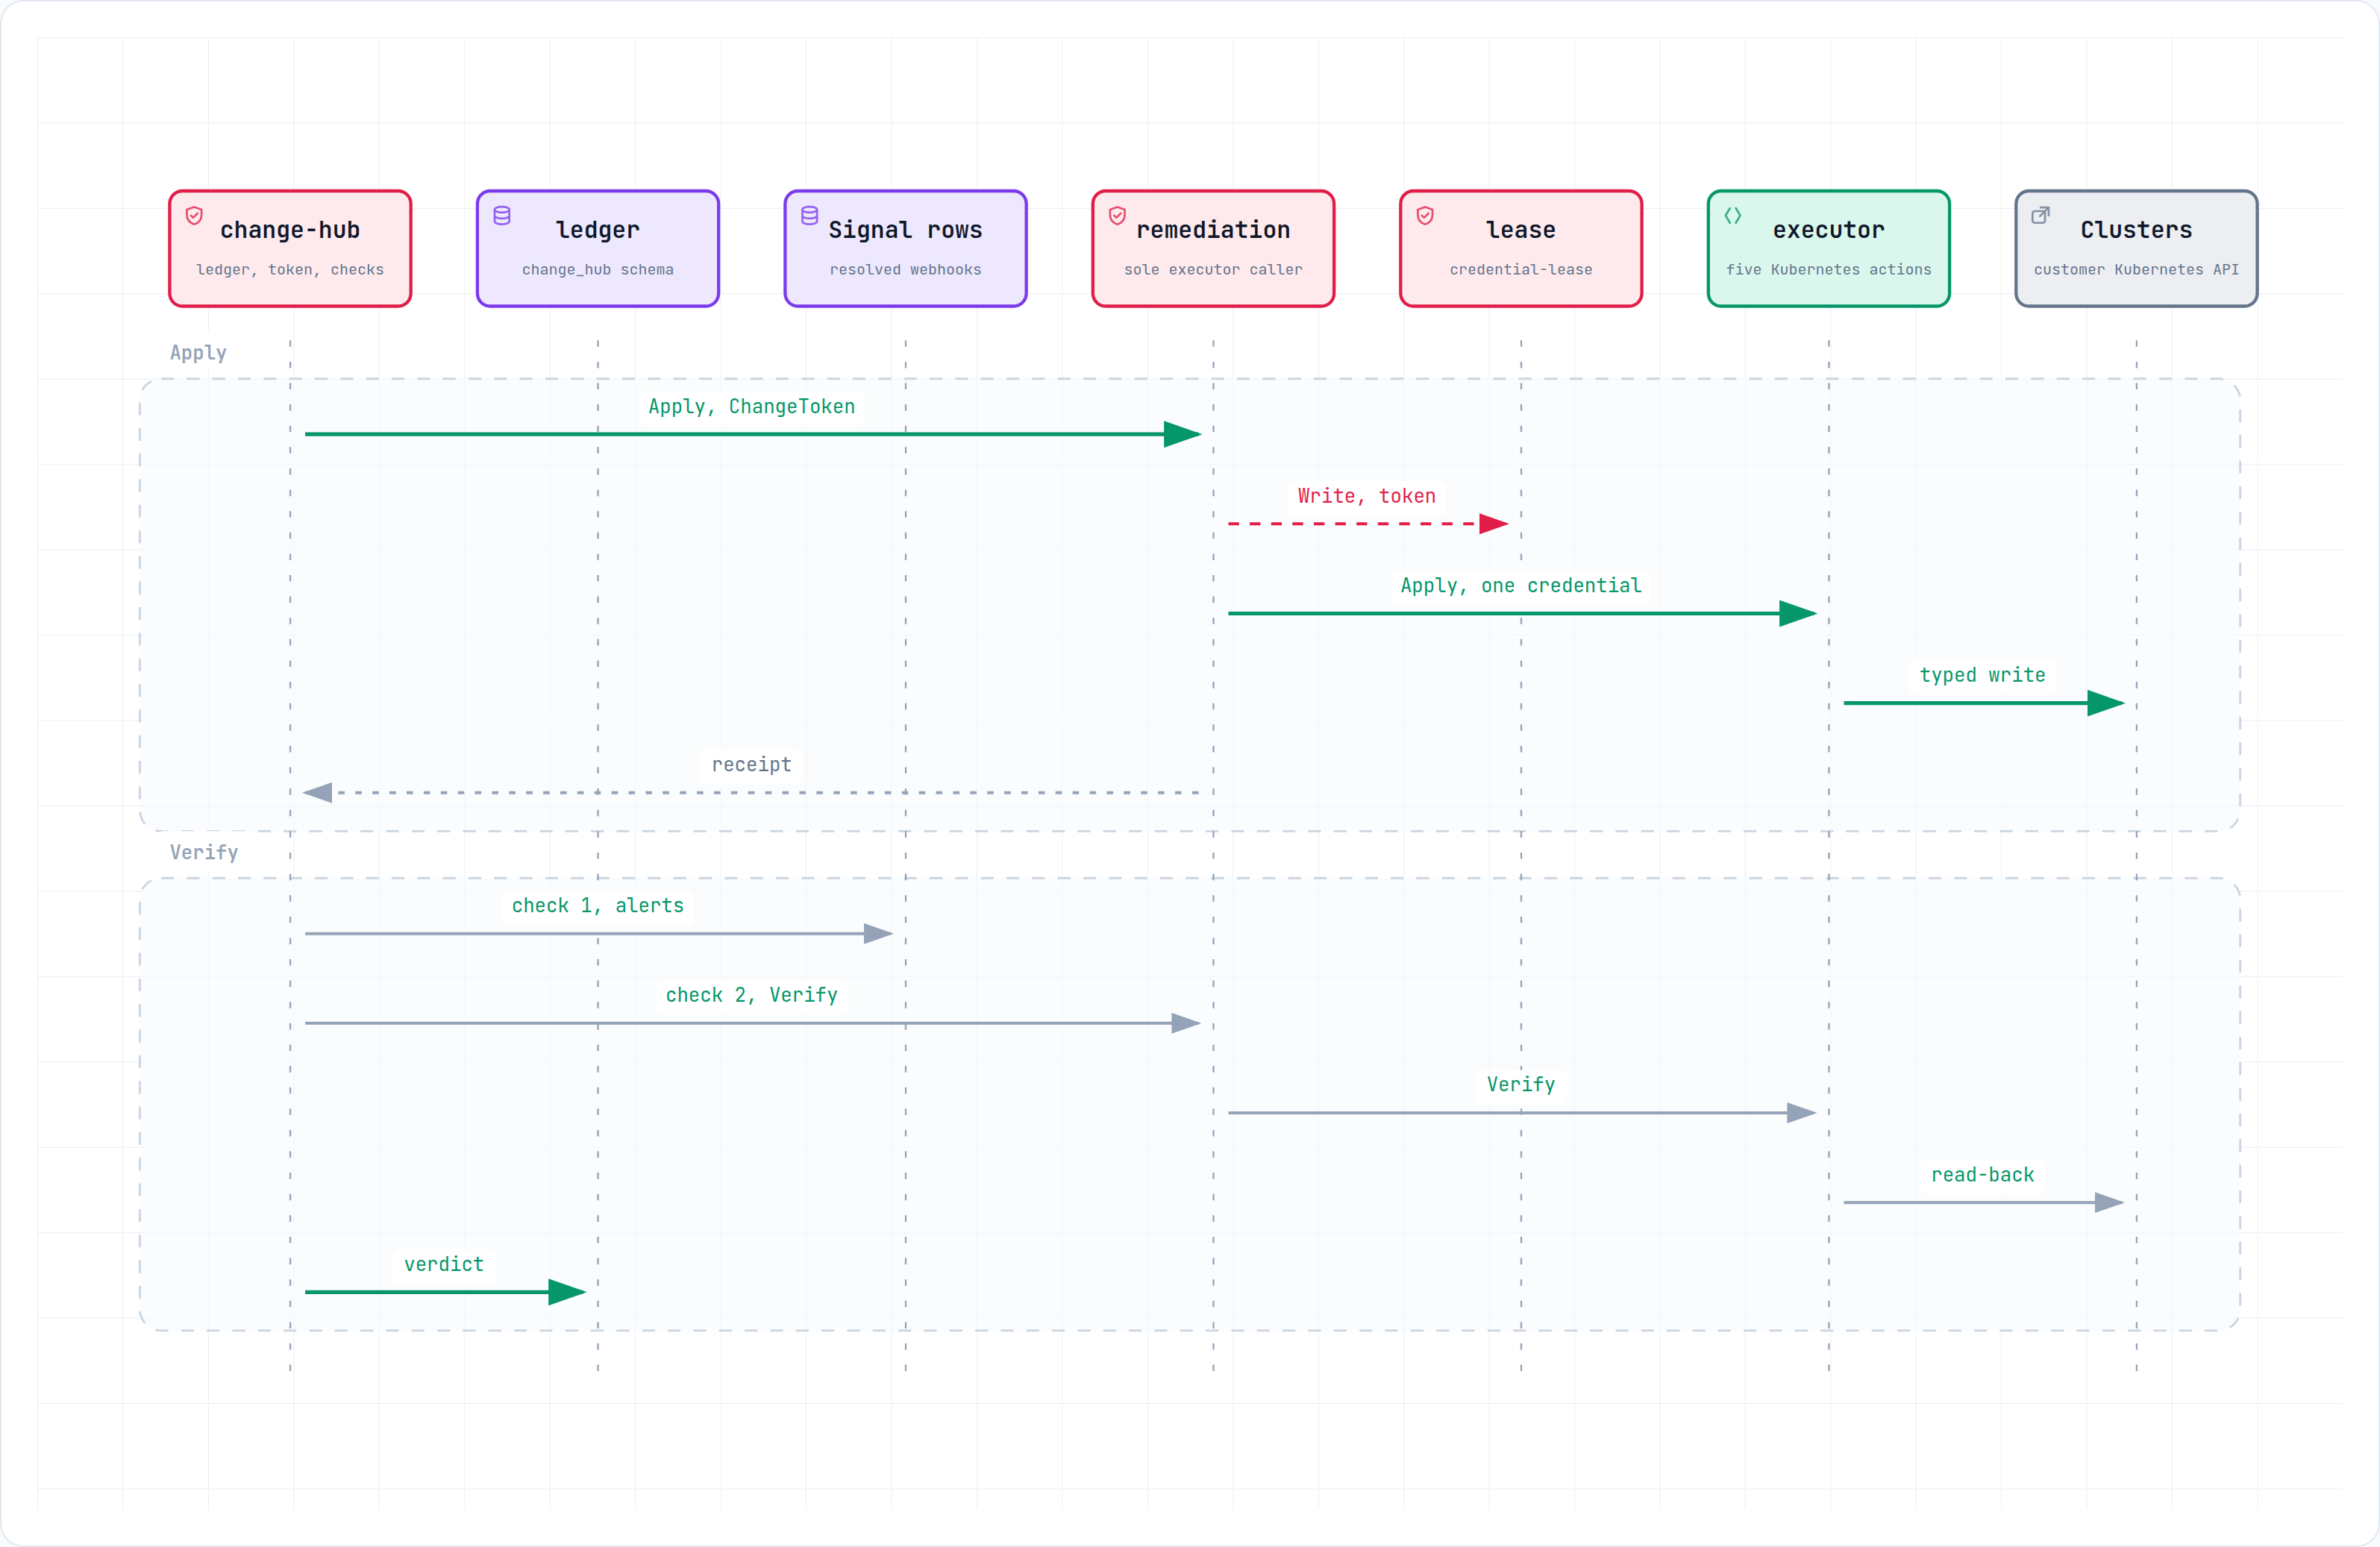 change-hub
ledger, token, checks
ledger
change_hub schema
Signal rows
resolved webhooks
remediation
sole executor caller
lease
credential-lease
executor
five Kubernetes actions
Clusters
customer Kubernetes API
Apply
Apply, ChangeToken
Write, token
Apply, one credential
typed write
receipt
Verify
check 1, alerts
check 2, Verify
Verify
read-back
verdict